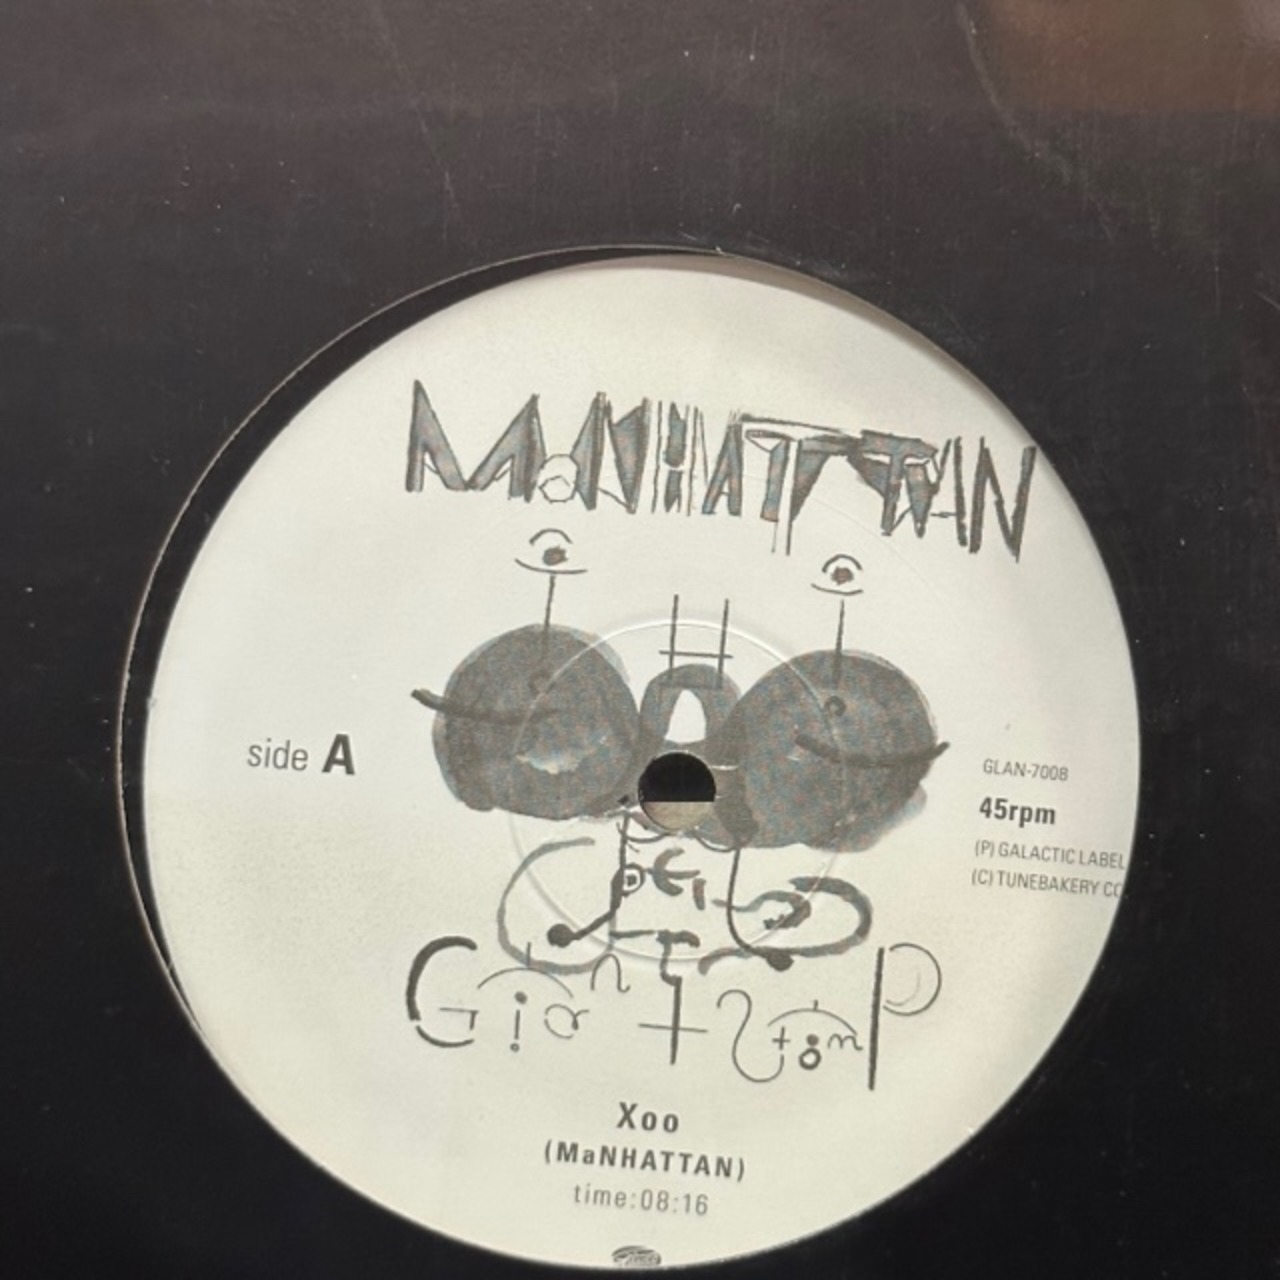 MaNHATTAN
side A
GLAN-7008
45rpm
(P) GALACTIC LABEL
(C) TUNEBAKERY CO
Xoo
(MaNHATTAN)
time:08:16